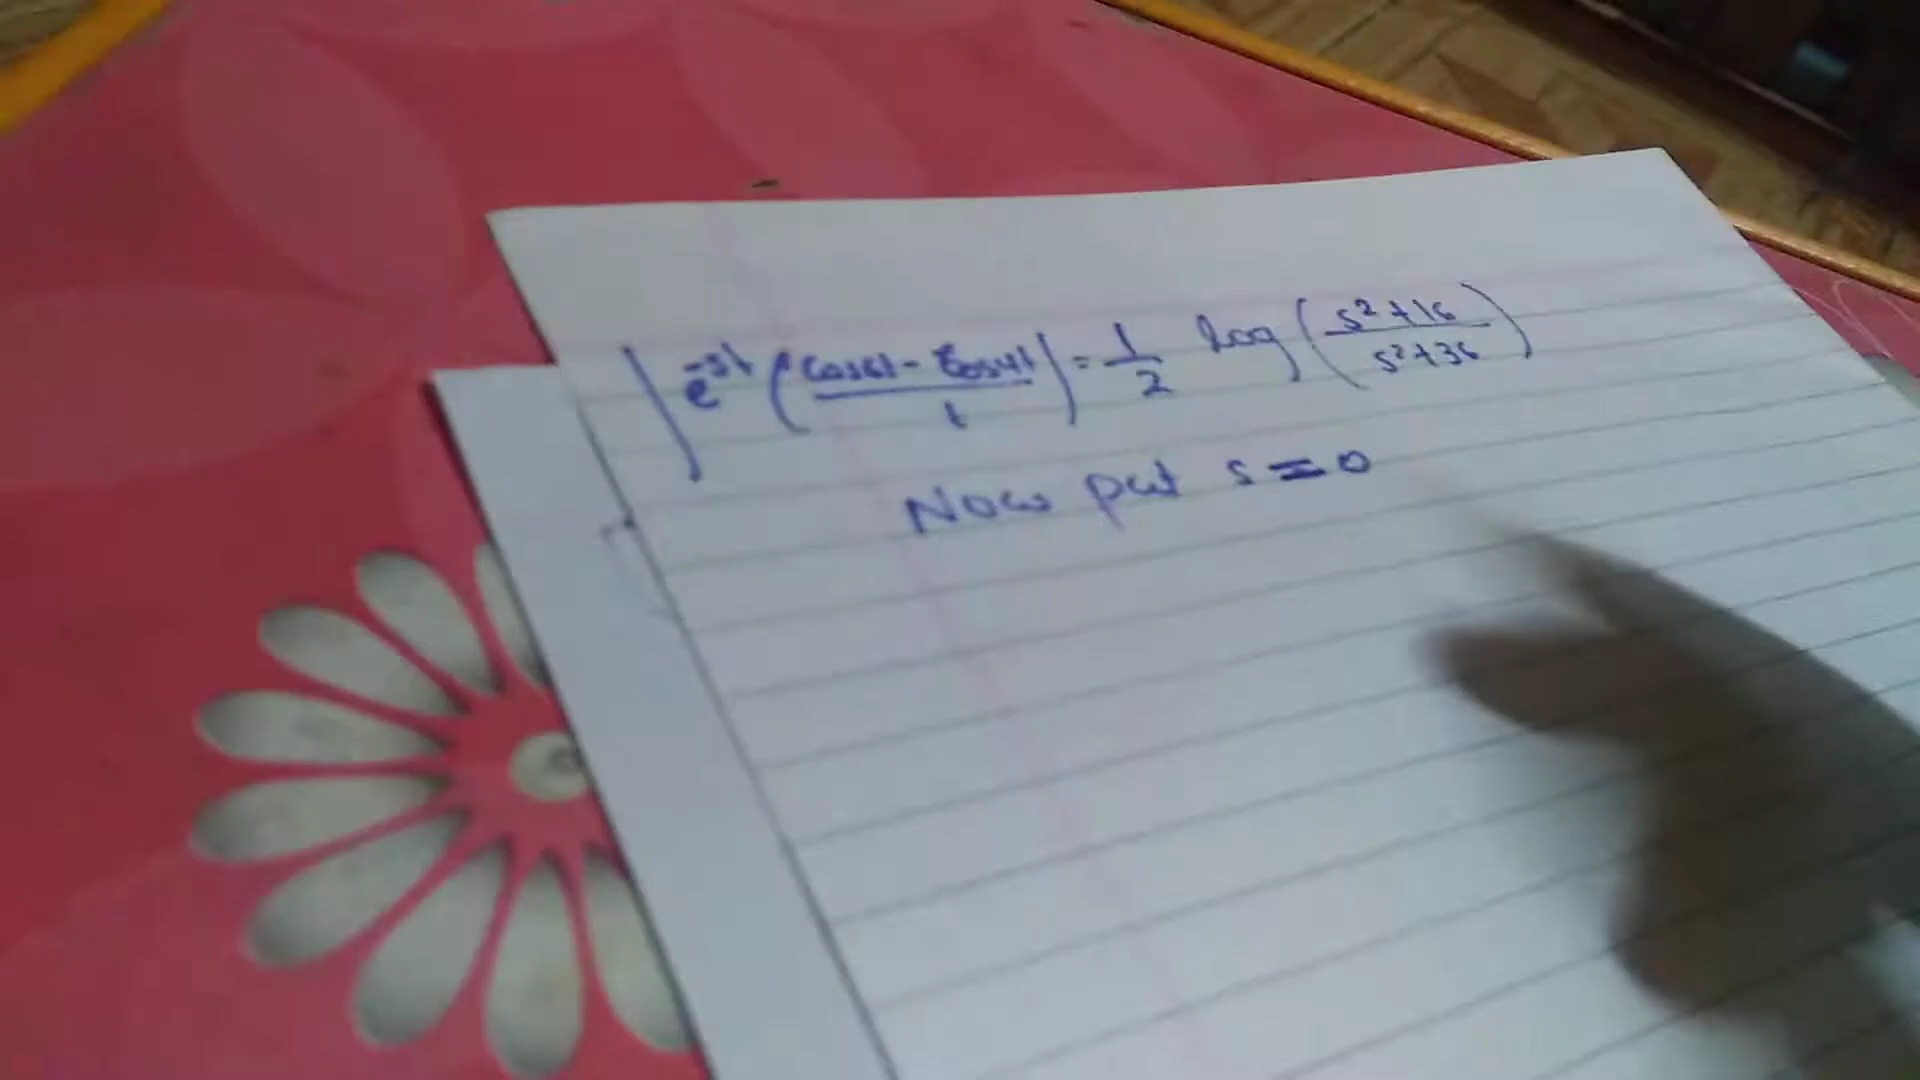 ∫ e^-st (cos6t - cos4t / t) = 1/2 log (s²+16 / s²+36)
Now put s = 0